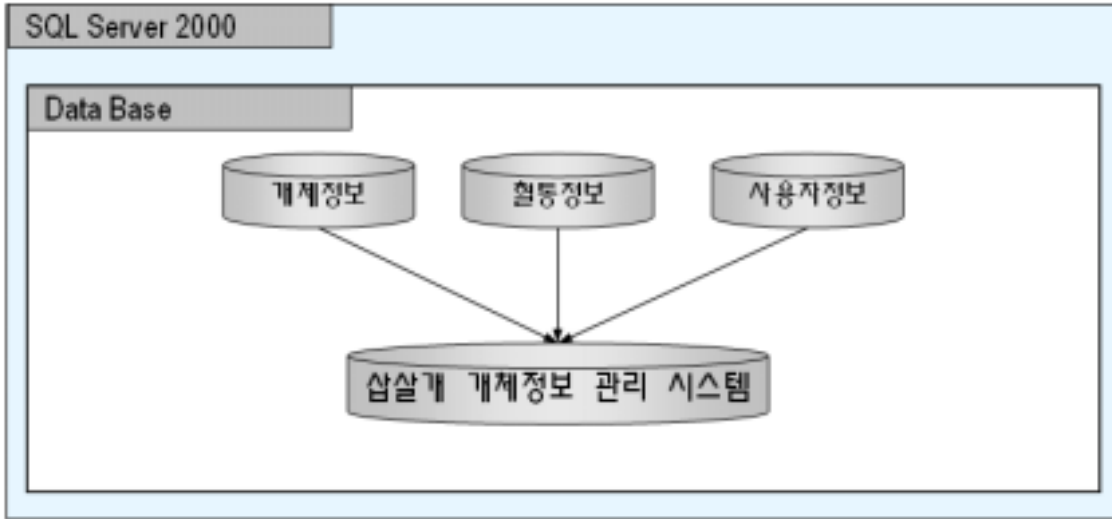 SQL Server 2000
Data Base
개체정보
혈통정보
사용자정보
삽살개 개체정보 관리 시스템